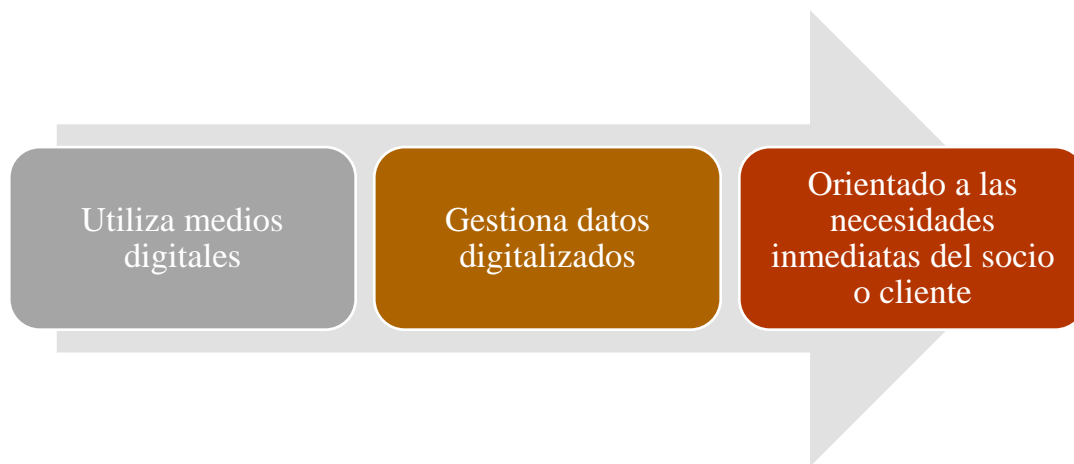 Utiliza medios
digitales
Gestiona datos
digitalizados
Orientado a las
necesidades
inmediatas del socio
o cliente